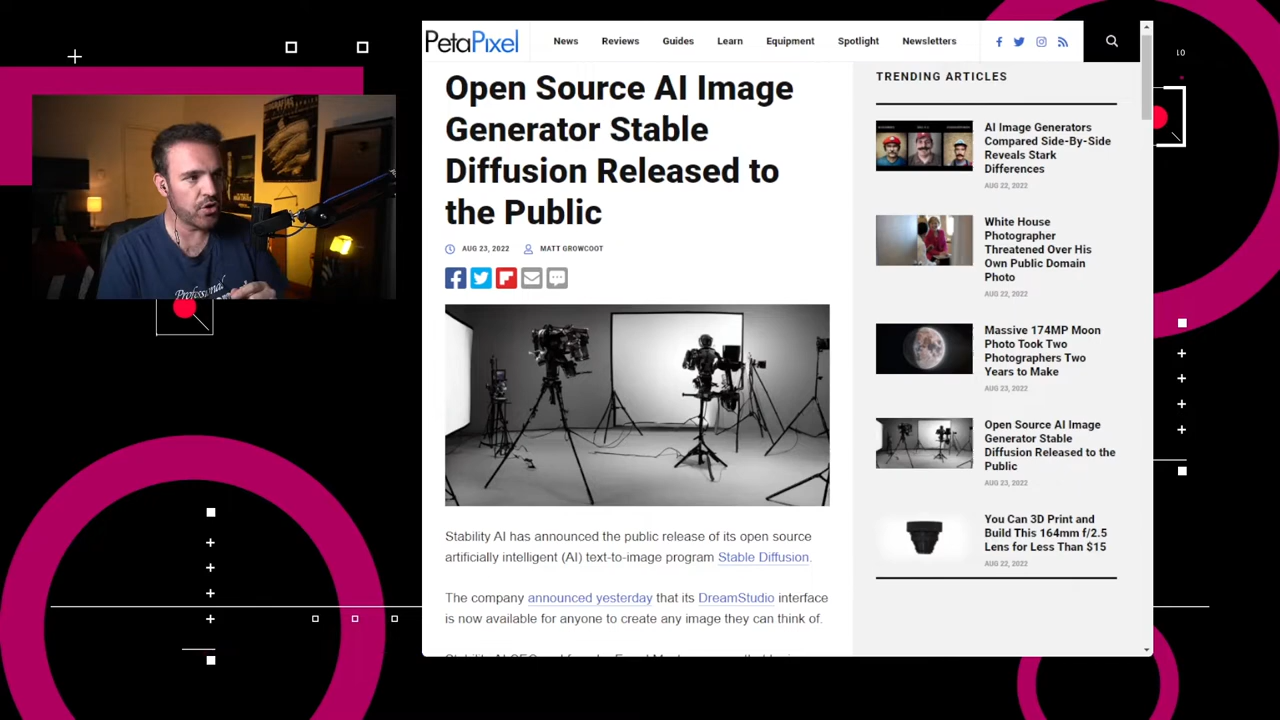 PetaPixel
News Reviews Guides Learn Equipment Spotlight Newsletters
Open Source AI Image
Generator Stable
Diffusion Released to
the Public
AUG 23, 2022 MATT GROWCOOT
Stability AI has announced the public release of its open source
artificially intelligent (AI) text-to-image program Stable Diffusion.
The company announced yesterday that its DreamStudio interface
is now available for anyone to create any image they can think of.
TRENDING ARTICLES
AI Image Generators
Compared Side-By-Side
Reveals Stark
Differences
AUG 22, 2022
White House
Photographer
Threatened Over His
Own Public Domain
Photo
AUG 22, 2022
Massive 174MP Moon
Photo Took Two
Photographers Two
Years to Make
AUG 23, 2022
Open Source AI Image
Generator Stable
Diffusion Released to the
Public
AUG 23, 2022
You Can 3D Print and
Build This 164mm f/2.5
Lens for Less Than $15
AUG 22, 2022
Professional
10